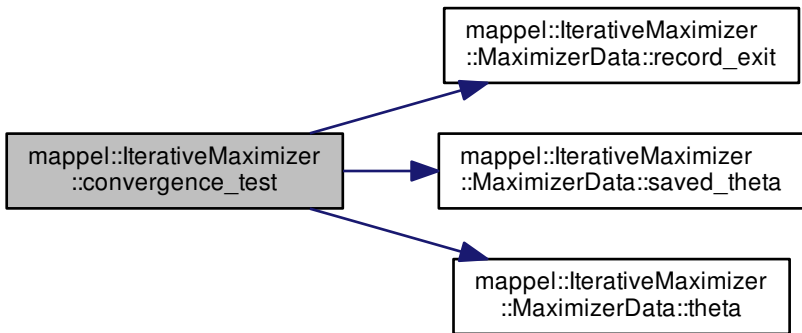 mappel::IterativeMaximizer
::MaximizerData::record_exit
mappel::IterativeMaximizer
::convergence_test
mappel::IterativeMaximizer
::MaximizerData::saved_theta
mappel::IterativeMaximizer
::MaximizerData::theta